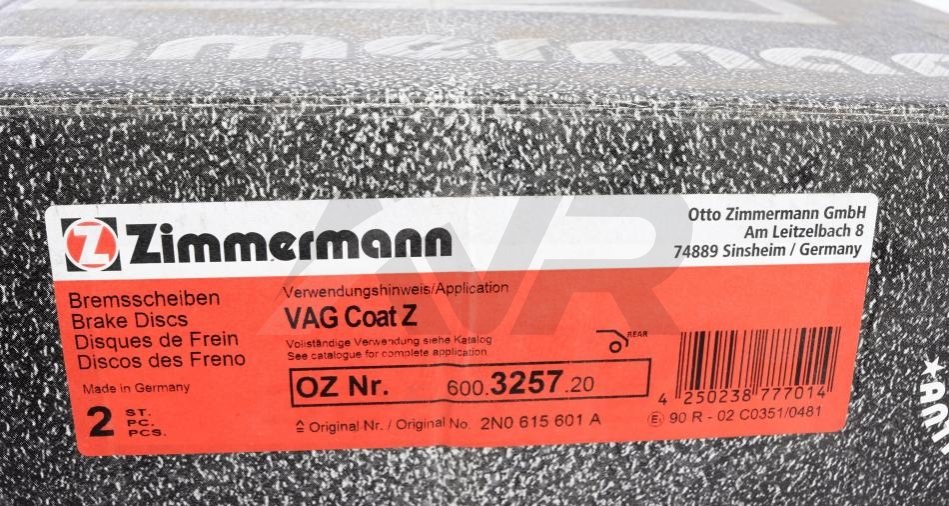 Zimmermann
Otto Zimmermann GmbH
Am Leitzelbach 8
74889 Sinsheim / Germany
Bremsscheiben
Brake Discs
Disques de Frein
Discos des Freno
Made in Germany
2 ST.
PC.
PCS.
Verwendungshinweis/Application
VAG Coat Z
Vollständige Verwendung siehe Katalog
See catalogue for complete application
REAR
OZ Nr. 600.3257.20
≙ Original Nr. / Original No. 2N0 615 601 A
4 250238 777014
90 R - 02 C0351/0481